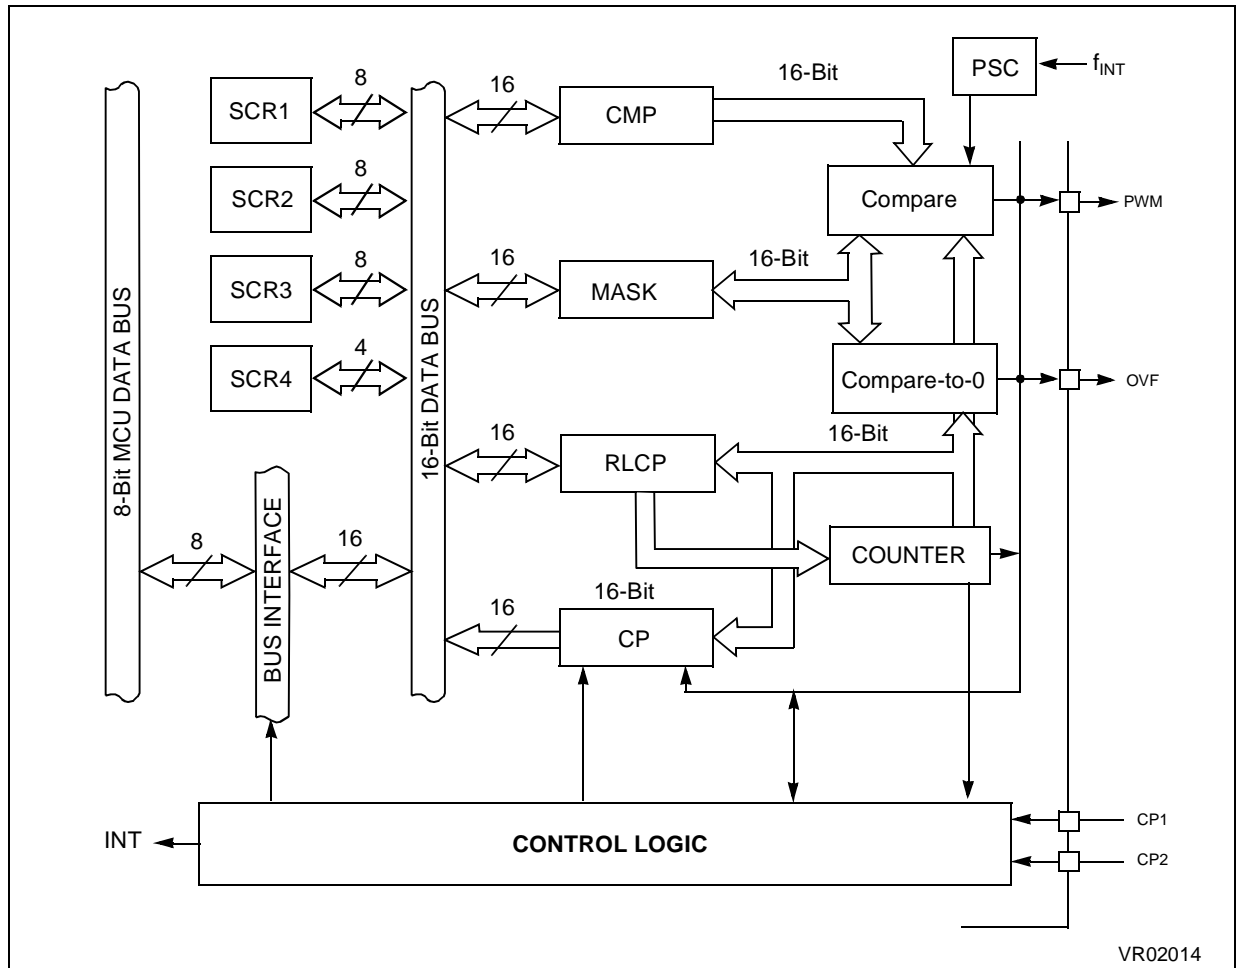 PSC
fINT
16-Bit
8
SCR1
16
CMP
8
SCR2
Compare
PWM
8
SCR3
16
MASK
16-Bit
4
SCR4
Compare-to-0
OVF
8-Bit MCU DATA BUS
16-Bit DATA BUS
16
RLCP
16-Bit
BUS INTERFACE
8
16
COUNTER
16-Bit
16
CP
INT
CONTROL LOGIC
CP1
CP2
VR02014